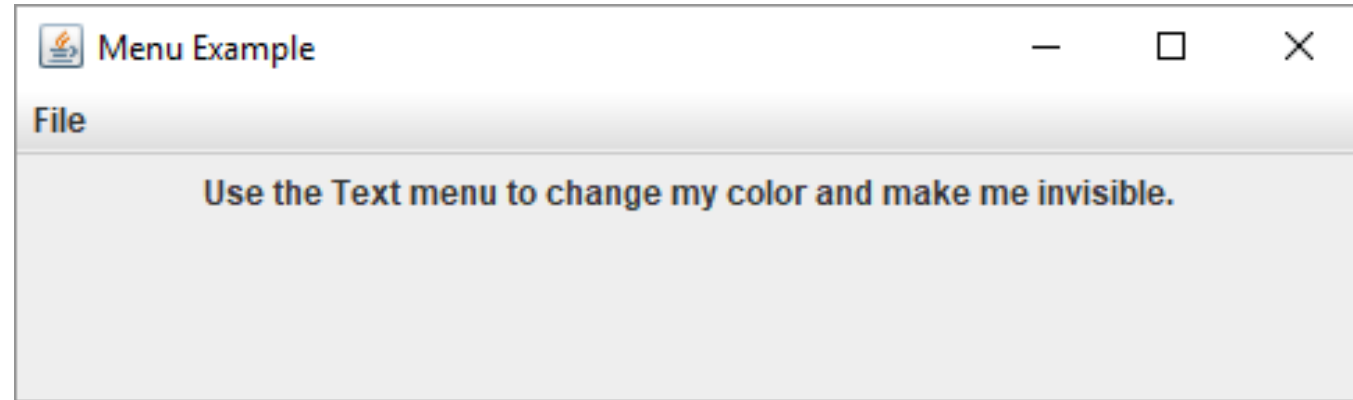 Menu Example
File
Use the Text menu to change my color and make me invisible.